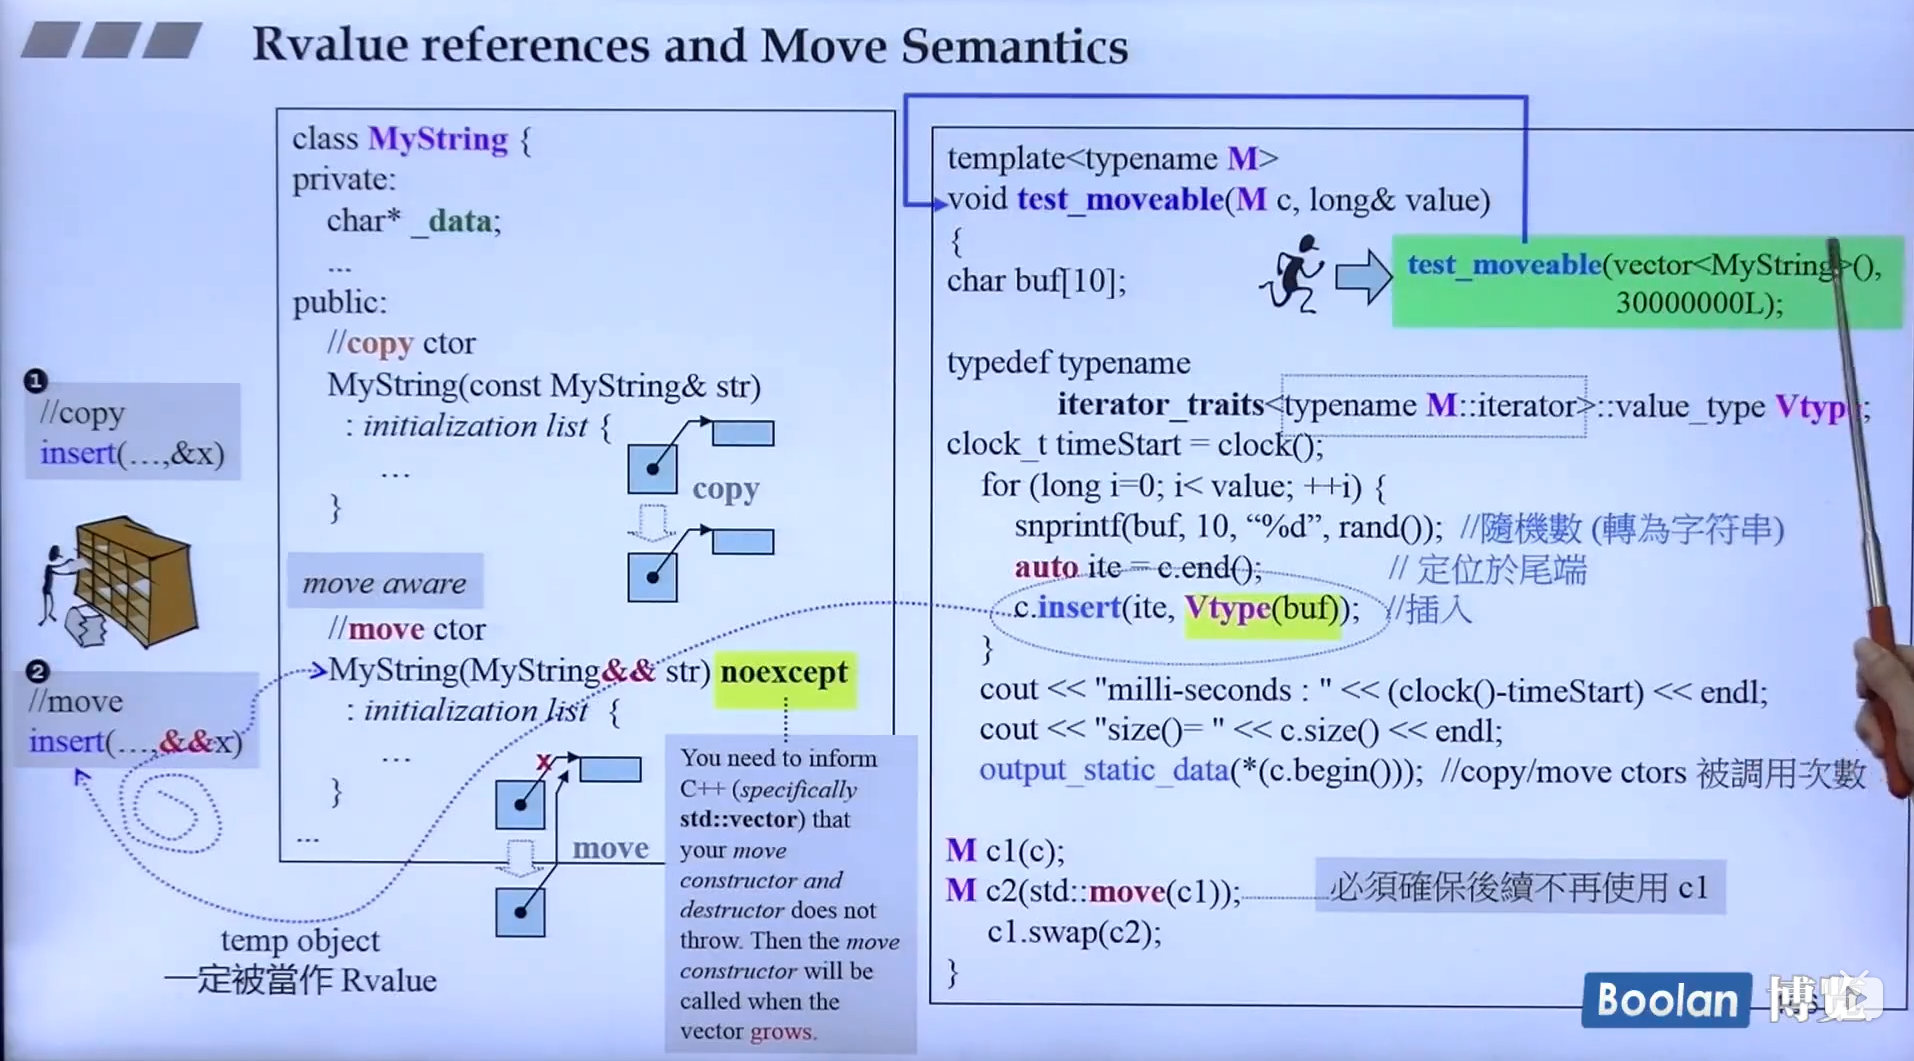 Rvalue references and Move Semantics
class MyString {
private:
char* _data;
...
public:
//copy ctor
MyString(const MyString& str)
: initialization list {
...
}
copy
move aware
//move ctor
MyString(MyString&& str) noexcept
: initialization list {
...
}
...
move
❶
//copy
insert(…,&x)
❷
//move
insert(…,&&x)
temp object
一定被當作 Rvalue
You need to inform
C++ (specifically
std::vector) that
your move
constructor and
destructor does not
throw. Then the move
constructor will be
called when the
vector grows.
template<typename M>
void test_moveable(M c, long& value)
{
char buf[10];
test_moveable(vector<MyString>(),
30000000L);
typedef typename
iterator_traits<typename M::iterator>::value_type Vtype;
clock_t timeStart = clock();
for (long i=0; i< value; ++i) {
snprintf(buf, 10, “%d”, rand()); //隨機數 (轉為字符串)
auto ite = c.end(); // 定位於尾端
c.insert(ite, Vtype(buf)); //插入
}
cout << "milli-seconds : " << (clock()-timeStart) << endl;
cout << "size()= " << c.size() << endl;
output_static_data(*(c.begin())); //copy/move ctors 被調用次數
M c1(c);
M c2(std::move(c1)); 必須確保後續不再使用 c1
c1.swap(c2);
}
Boolan 博览